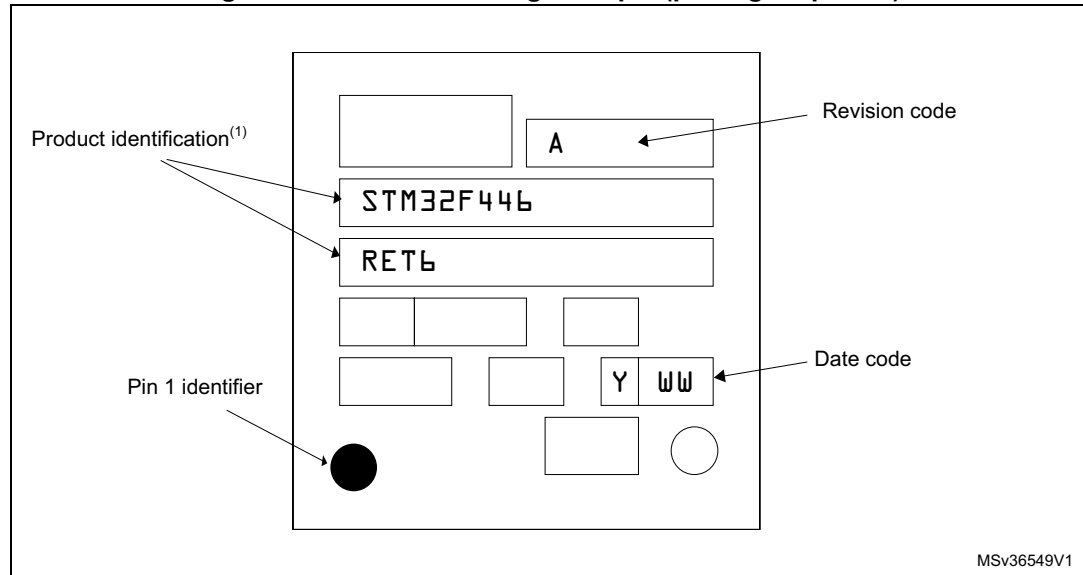 Revision code
Product identification(1)
A
STM32F446
RET6
Date code
Y WW
Pin 1 identifier
MSv36549V1